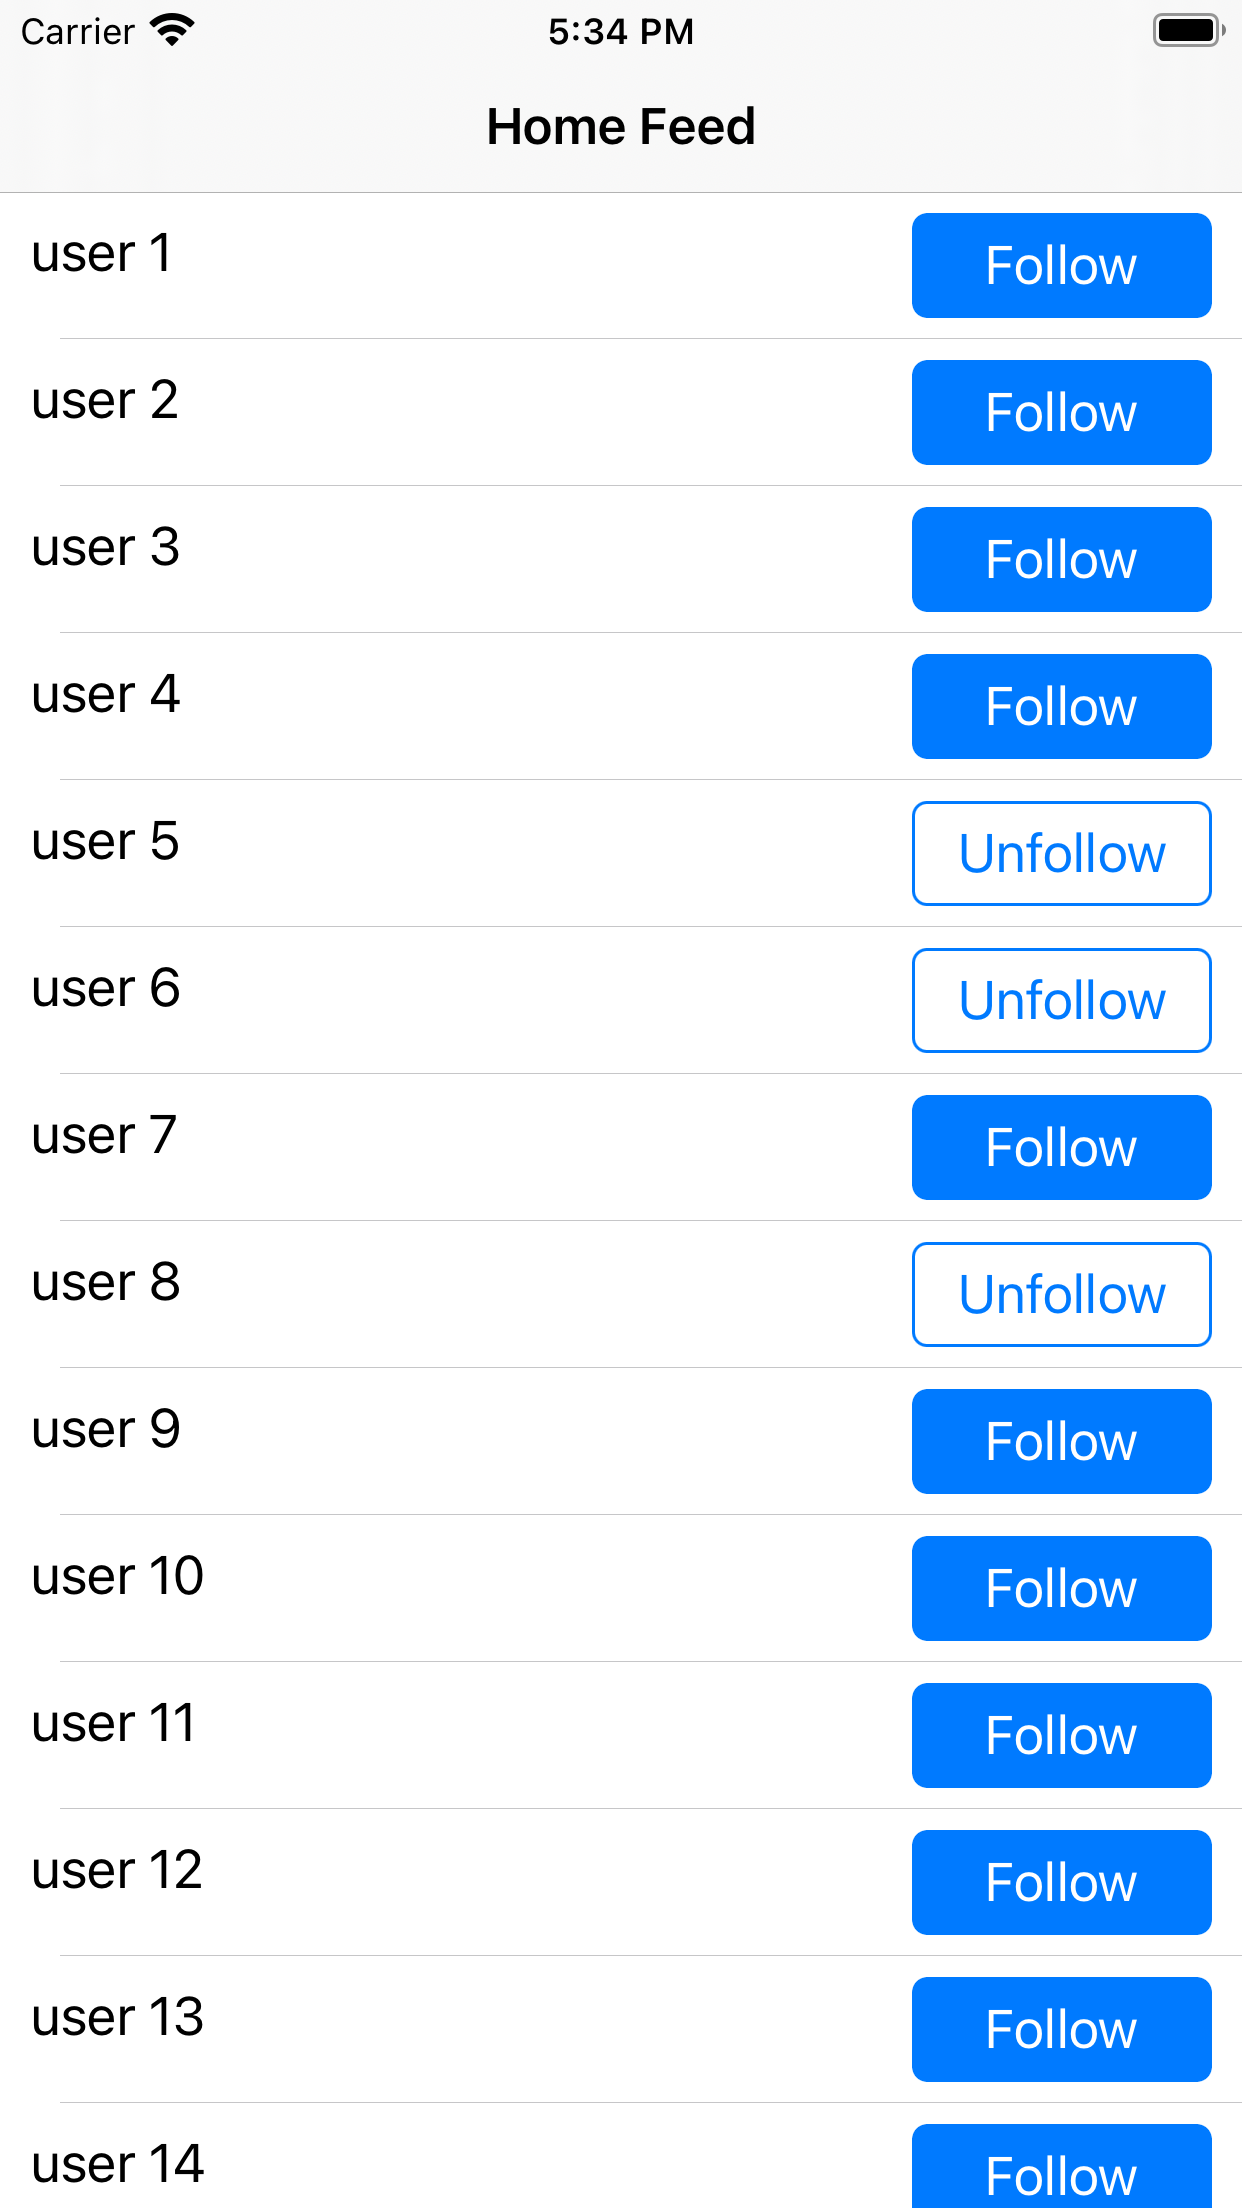 Carrier 5:34 PM
Home Feed
user 1 Follow
user 2 Follow
user 3 Follow
user 4 Follow
user 5 Unfollow
user 6 Unfollow
user 7 Follow
user 8 Unfollow
user 9 Follow
user 10 Follow
user 11 Follow
user 12 Follow
user 13 Follow
user 14 Follow